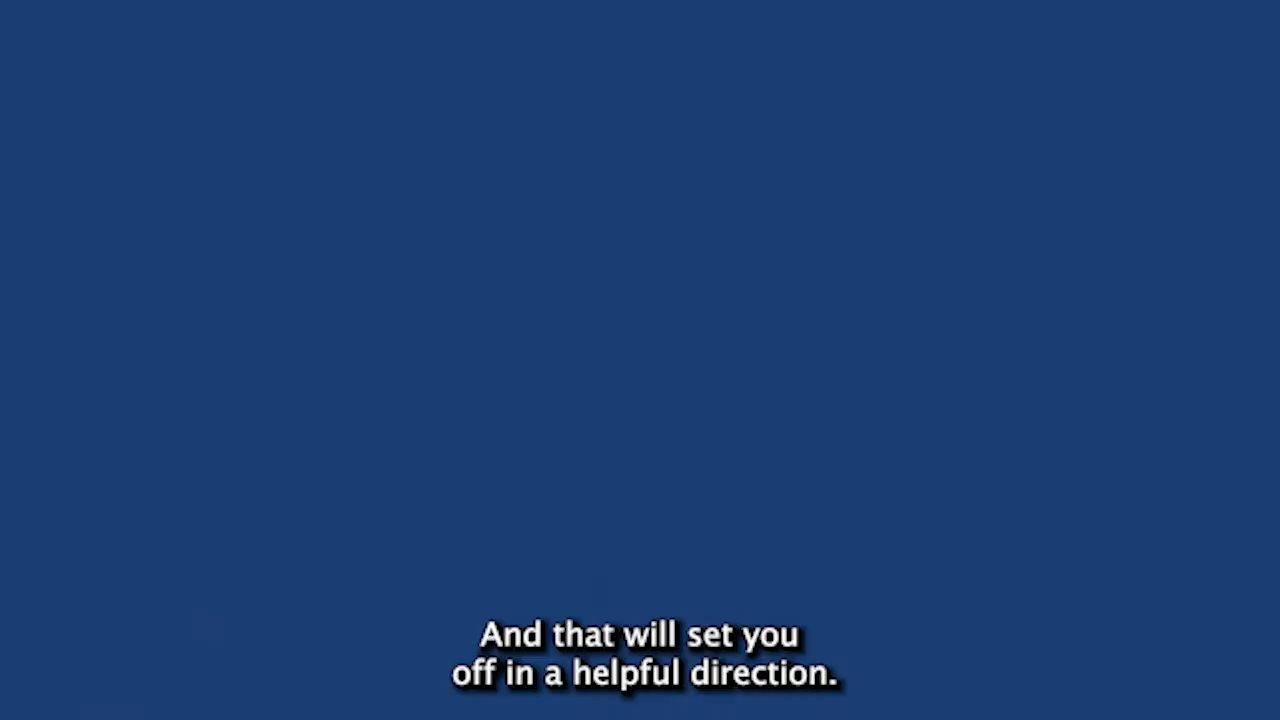 And that will set you
off in a helpful direction.